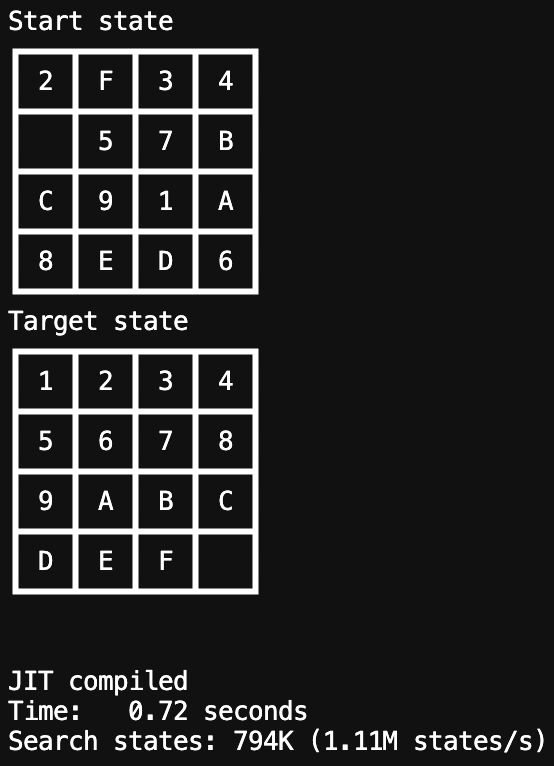 Start state
2 F 3 4
5 7 B
C 9 1 A
8 E D 6
Target state
1 2 3 4
5 6 7 8
9 A B C
D E F
JIT compiled
Time:   0.72 seconds
Search states: 794K (1.11M states/s)